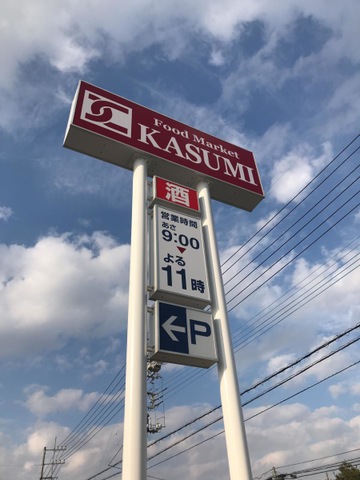 Food Market
KASUMI
酒
営業時間
あさ
9:00
よる
11時
P